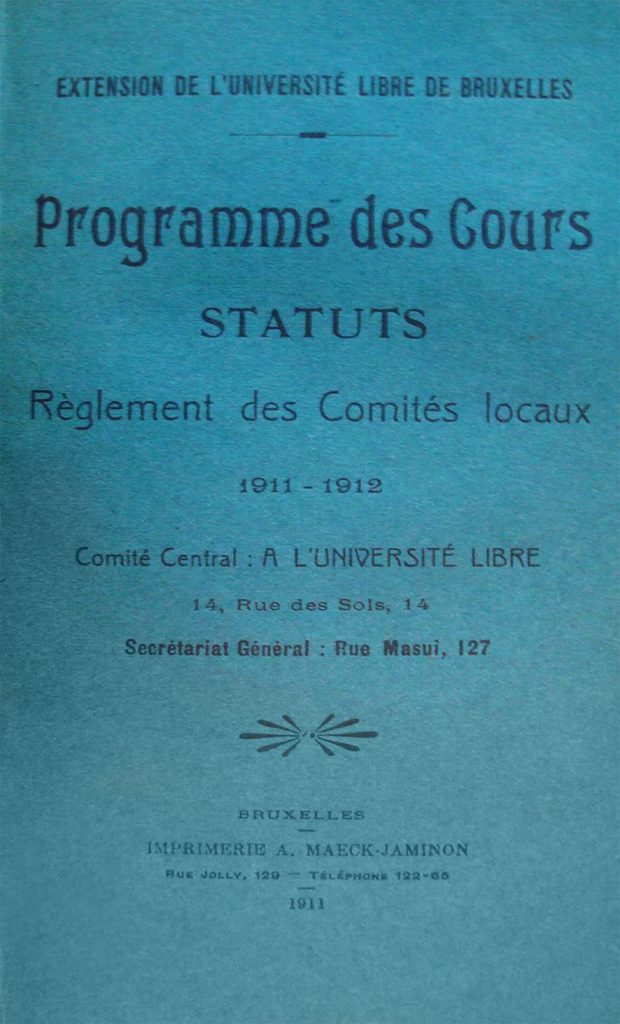 EXTENSION DE L'UNIVERSITÉ LIBRE DE BRUXELLES
Programme des Cours
STATUTS
Règlement des Comités locaux
1911 - 1912
Comité Central : A L'UNIVERSITÉ LIBRE
14, Rue des Sols, 14
Secrétariat Général : Rue Masui, 127
BRUXELLES
IMPRIMERIE A. MAECK-JAMINON
RUE JOLLY, 129 — TÉLÉPHONE 122-65
1911